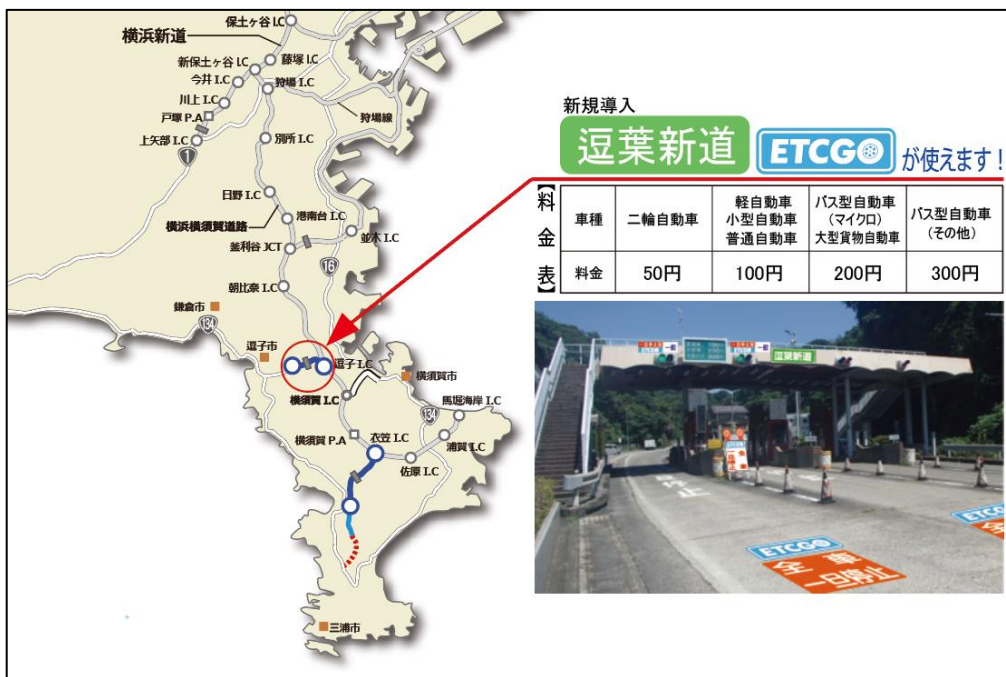 保土ヶ谷 I.C
横浜新道
新保土ヶ谷 I.C
藤塚 I.C
今井 I.C
狩場 I.C
川上 I.C
戸塚 P.A
狩場線
上矢部 I.C
1
別所 I.C
日野 I.C
港南台 I.C
横浜横須賀道路
並木 I.C
釜利谷 JCT
16
朝比奈 I.C
鎌倉市
134
逗子市
逗子 I.C
横須賀市
横須賀 I.C
134
馬堀海岸 I.C
横須賀 P.A
衣笠 I.C
浦賀 I.C
佐原 I.C
三浦市
新規導入
逗葉新道 ETCGO が使えます!
【料金表】
車種 二輪自動車 軽自動車 小型自動車 普通自動車 バス型自動車 (マイクロ) 大型貨物自動車 バス型自動車 (その他)
料金 50円 100円 200円 300円
一般
一般
逗葉新道
ETCGO
全車
一旦停止